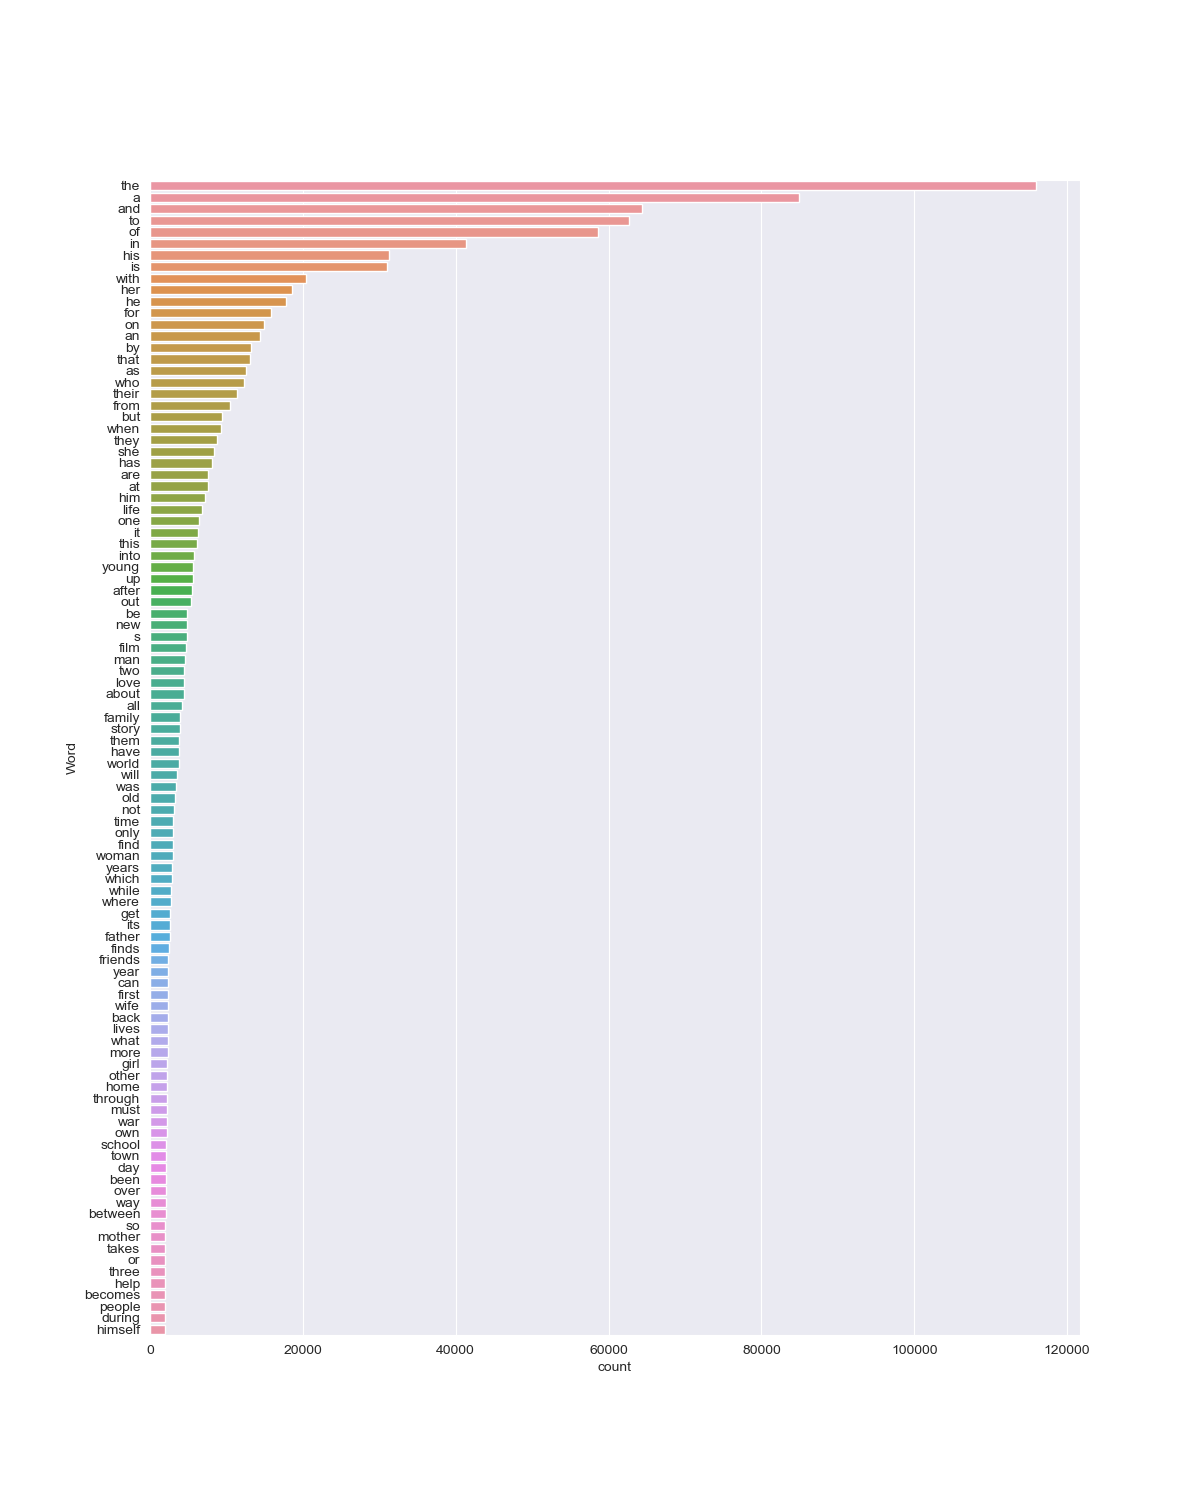 the
a
and
to
of
in
his
is
with
her
he
for
on
an
by
that
as
who
their
from
but
when
they
she
has
are
at
him
life
one
it
this
into
young
up
after
out
be
new
s
film
man
two
love
about
all
family
story
them
have
world
will
was
old
not
time
only
find
woman
years
which
while
where
get
its
father
finds
friends
year
can
first
wife
back
lives
what
more
girl
other
home
through
must
war
own
school
town
day
been
over
way
between
so
mother
takes
or
three
help
becomes
people
during
himself
Word
0 20000 40000 60000 80000 100000 120000
count